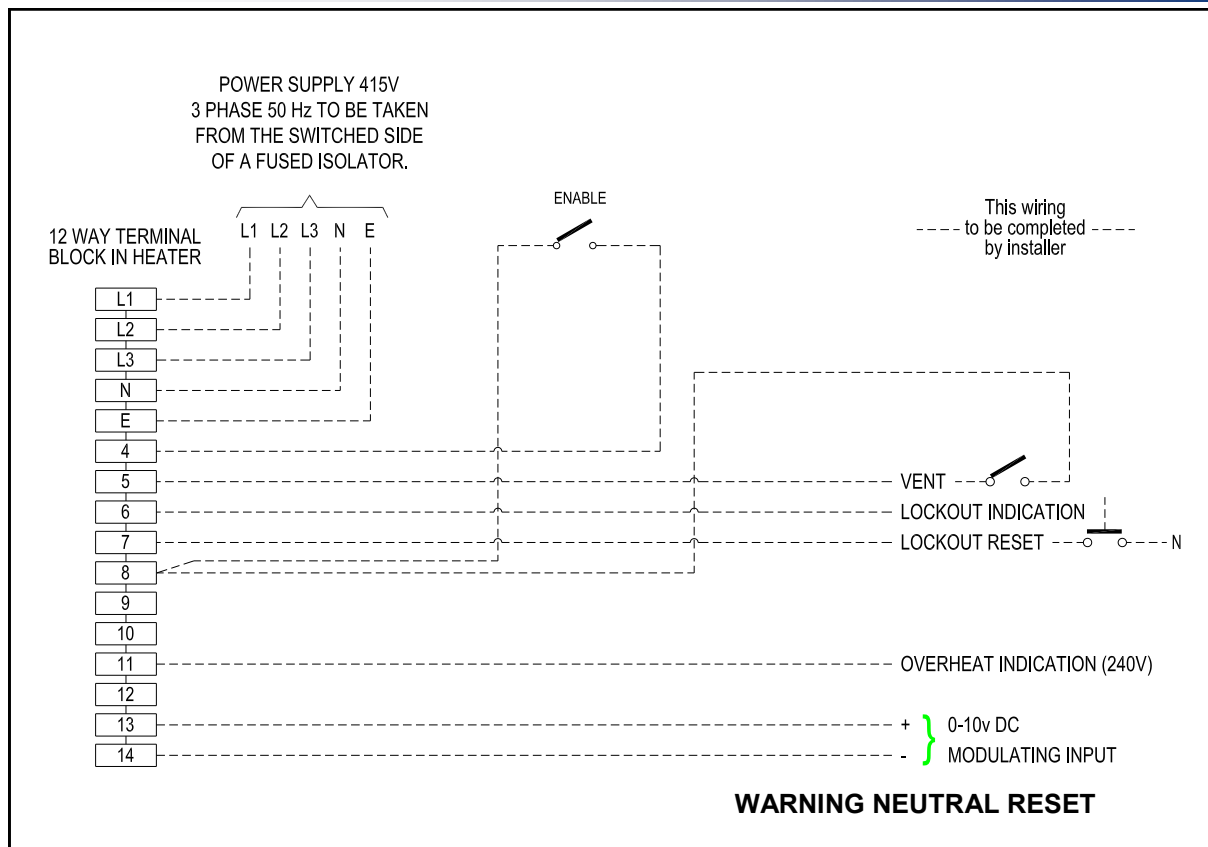 POWER SUPPLY 415V
3 PHASE 50 Hz TO BE TAKEN
FROM THE SWITCHED SIDE
OF A FUSED ISOLATOR.
ENABLE
This wiring
to be completed
by installer
12 WAY TERMINAL
BLOCK IN HEATER
L1 L2 L3 N E
L1
L2
L3
N
E
4
5 VENT
6 LOCKOUT INDICATION
7 LOCKOUT RESET N
8
9
10
11 OVERHEAT INDICATION (240V)
12
13 + 0-10v DC
14 - MODULATING INPUT
WARNING NEUTRAL RESET